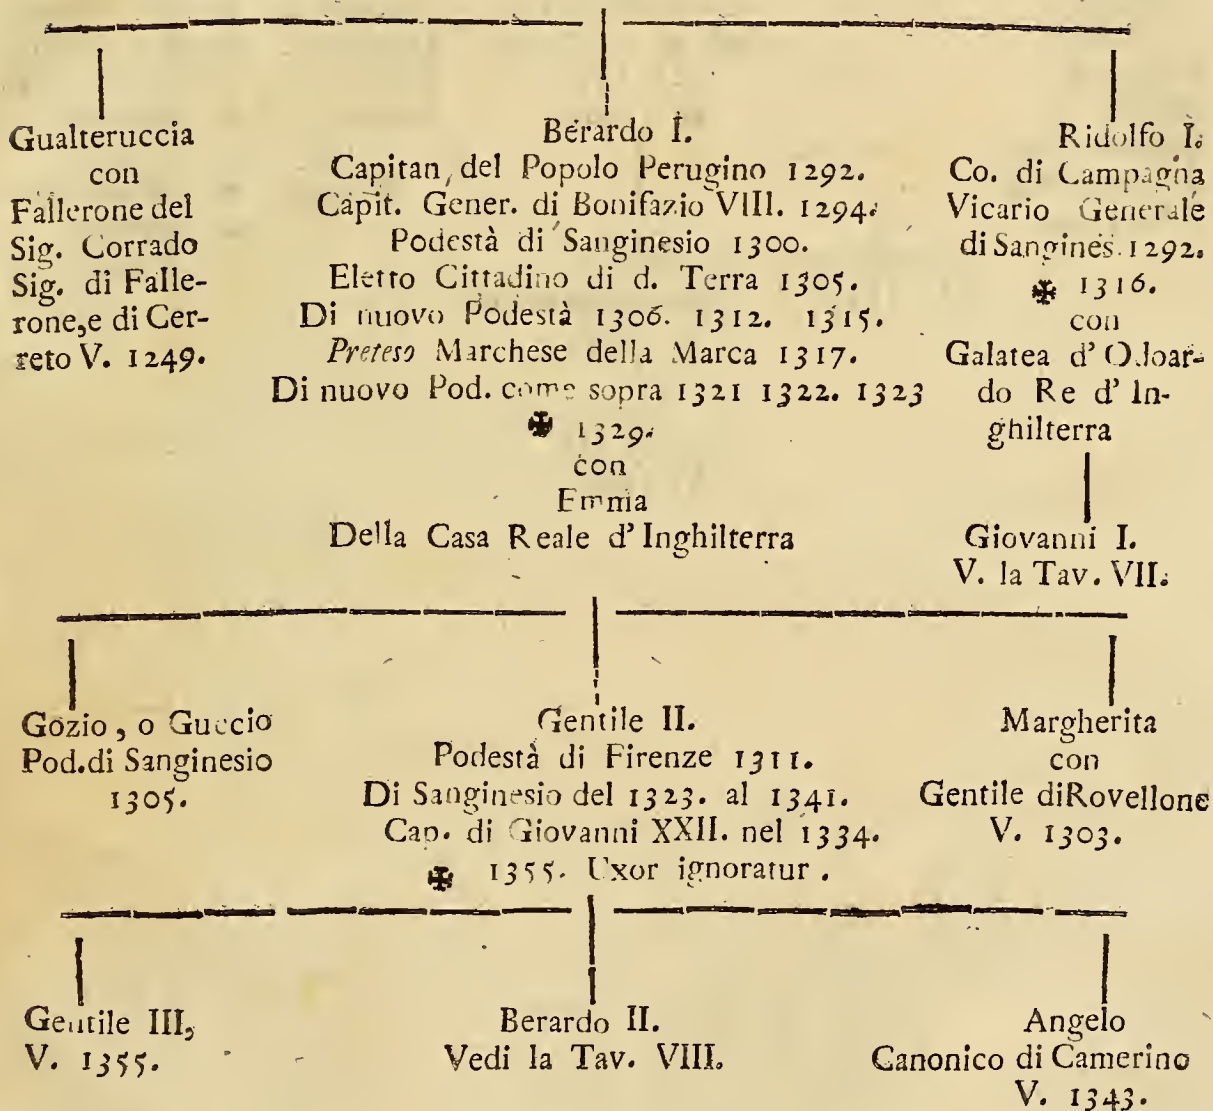 Gualteruccia
con
Fallerone del
Sig. Corrado
Sig. di Falle-
rone, e di Cer-
reto V. 1249.
Berardo I.
Capitan del Popolo Perugino 1292.
Capit. Gener. di Bonifazio VIII. 1294.
Podestà di Sanginesio 1300.
Eletto Cittadino di d. Terra 1305.
Di nuovo Podestà 1306. 1312. 1315.
Preteso Marchese della Marca 1317.
Di nuovo Pod. come sopra 1321 1322. 1323
✠ 1329.
con
Emma
Della Casa Reale d' Inghilterra
Ridolfo I.
Co. di Campagna
Vicario Generale
di Sangines. 1292.
✠ 1316.
con
Galatea d' Odoar-
do Re d' In-
ghilterra
Giovanni I.
V. la Tav. VII.
Gozio, o Guccio
Pod. di Sanginesio
1305.
Gentile II.
Podestà di Firenze 1311.
Di Sanginesio del 1323. al 1341.
Cap. di Giovanni XXII. nel 1334.
✠ 1355. Uxor ignoratur.
Margherita
con
Gentile di Rovellone
V. 1303.
Gentile III,
V. 1355.
Berardo II.
Vedi la Tav. VIII.
Angelo
Canonico di Camerino
V. 1343.